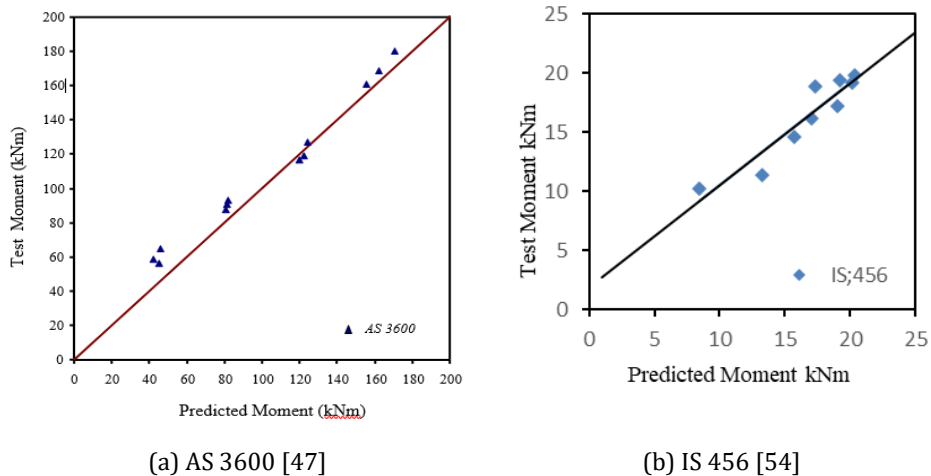 200
180
160
140
120
100
80
60
40
20
0
0 20 40 60 80 100 120 140 160 180 200
Test Moment (kNm)
Predicted Moment (kNm)
AS 3600
(a) AS 3600 [47]
25
20
15
10
5
0
0 5 10 15 20 25
Test Moment kNm
Predicted Moment kNm
IS;456
(b) IS 456 [54]